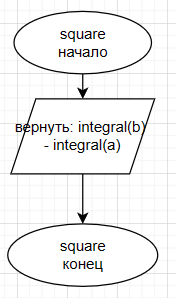 square
начало
вернуть: integral(b)
- integral(a)
square
конец